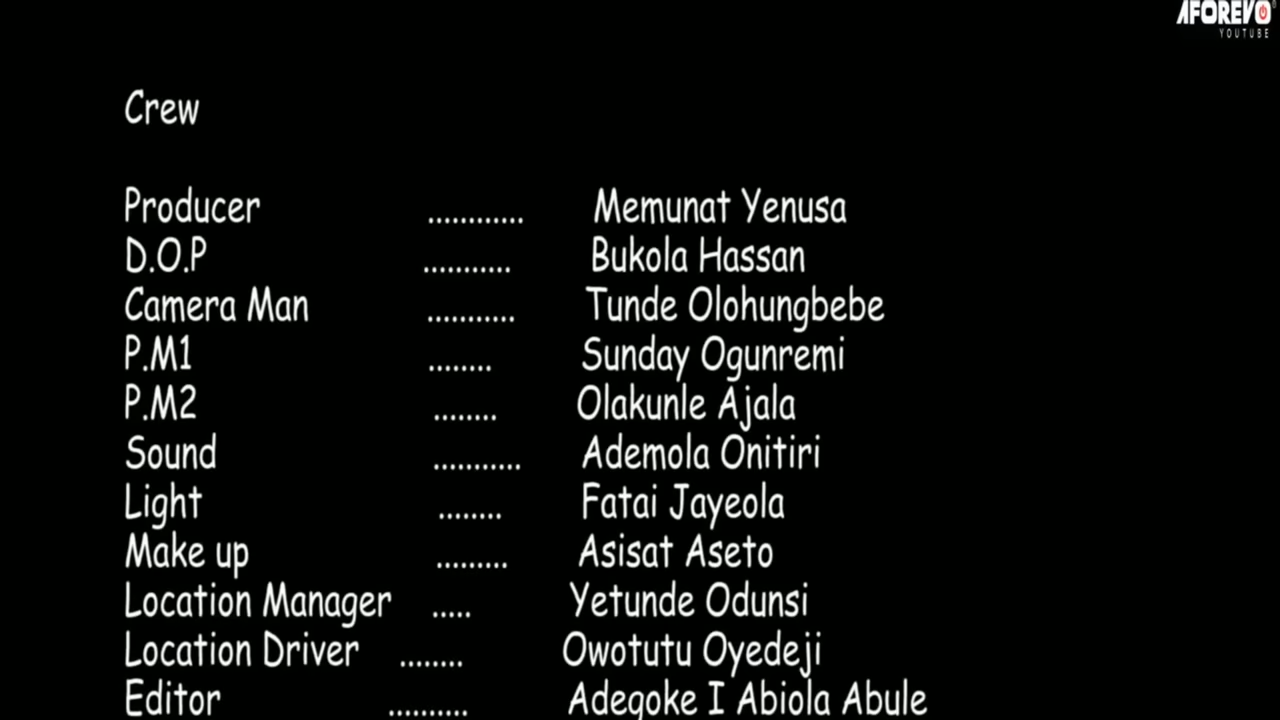 AFOREVO
YOUTUBE
Crew
Producer ............ Memunat Yenusa
D.O.P ........... Bukola Hassan
Camera Man ........... Tunde Olohungbebe
P.M1 ........ Sunday Ogunremi
P.M2 ........ Olakunle Ajala
Sound ........... Ademola Onitiri
Light ........ Fatai Jayeola
Make up ......... Asisat Aseto
Location Manager ..... Yetunde Odunsi
Location Driver ........ Owotutu Oyedeji
Editor .......... Adegoke I Abiola Abule